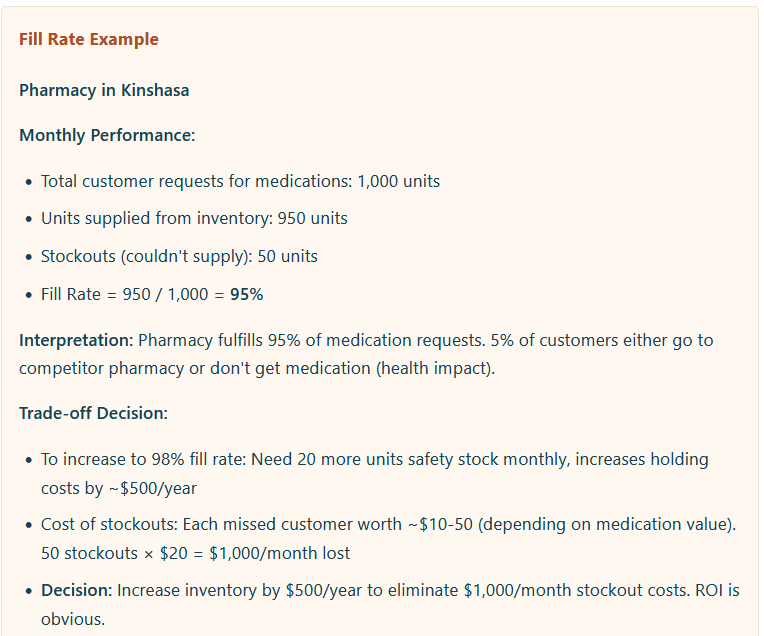 Fill Rate Example
Pharmacy in Kinshasa
Monthly Performance:
• Total customer requests for medications: 1,000 units
• Units supplied from inventory: 950 units
• Stockouts (couldn't supply): 50 units
• Fill Rate = 950 / 1,000 = 95%
Interpretation: Pharmacy fulfills 95% of medication requests. 5% of customers either go to
competitor pharmacy or don't get medication (health impact).
Trade-off Decision:
• To increase to 98% fill rate: Need 20 more units safety stock monthly, increases holding
costs by ~$500/year
• Cost of stockouts: Each missed customer worth ~$10-50 (depending on medication value).
50 stockouts × $20 = $1,000/month lost
• Decision: Increase inventory by $500/year to eliminate $1,000/month stockout costs. ROI is
obvious.